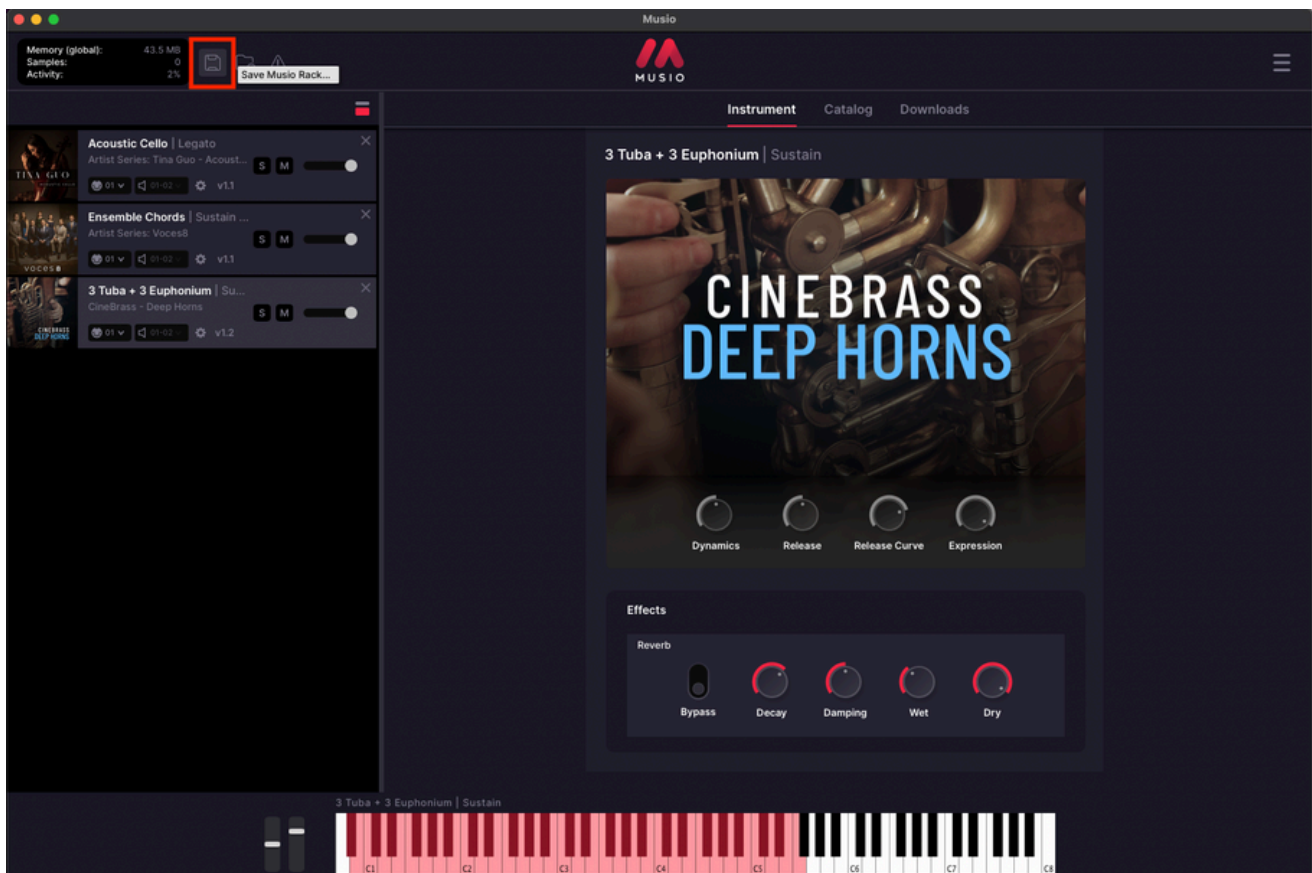 Musio
Memory (global): 43.5 MB
Samples: 0
Activity: 2%
Save Musio Rack...
MUSIO
Instrument Catalog Downloads
TINA GUO
Acoustic Cello | Legato
Artist Series: Tina Guo - Acoust...
S M
01 01-02 v1.1
VOCES8
Ensemble Chords | Sustain ...
Artist Series: Voces8
S M
01 01-02 v1.1
CINEBRASS
DEEP HORNS
3 Tuba + 3 Euphonium | Su...
CineBrass - Deep Horns
S M
01 01-02 v1.2
3 Tuba + 3 Euphonium | Sustain
CINEBRASS
DEEP HORNS
Dynamics Release Release Curve Expression
Effects
Reverb
Bypass Decay Damping Wet Dry
3 Tuba + 3 Euphonium | Sustain
C1 C2 C3 C4 C5 C6 C7 C8